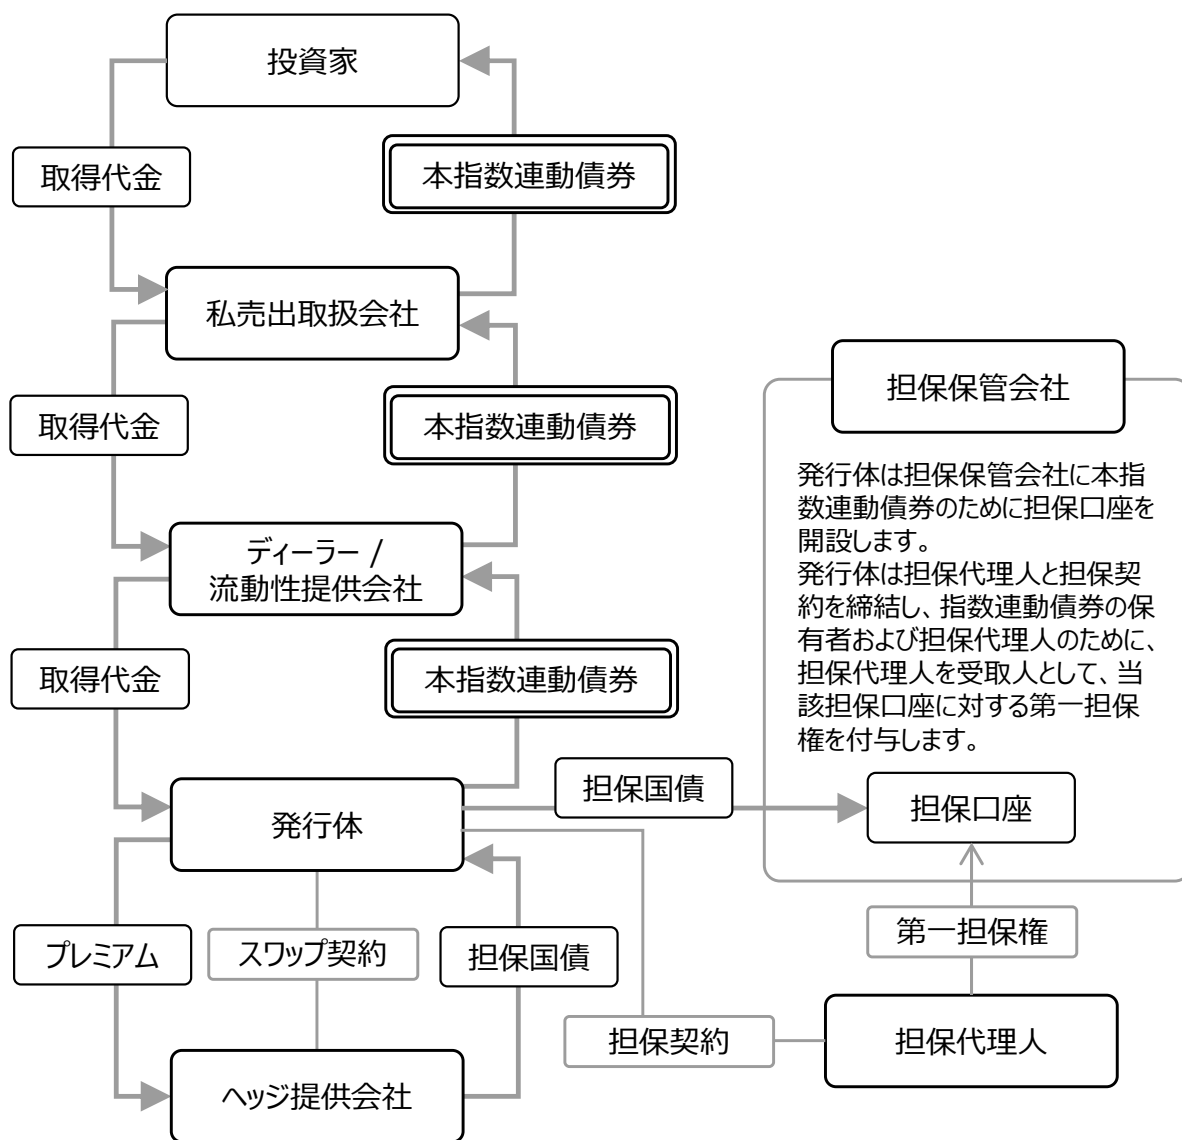 投資家
取得代金
本指数連動債券
私売出取扱会社
取得代金
本指数連動債券
ディーラー /
流動性提供会社
取得代金
本指数連動債券
発行体
プレミアム
スワップ契約
担保国債
ヘッジ提供会社
担保国債
担保契約
担保保管会社
発行体は担保保管会社に本指
数連動債券のために担保口座を
開設します。
発行体は担保代理人と担保契
約を締結し、指数連動債券の保
有者および担保代理人のために、
担保代理人を受取人として、当
該担保口座に対する第一担保
権を付与します。
担保口座
第一担保権
担保代理人